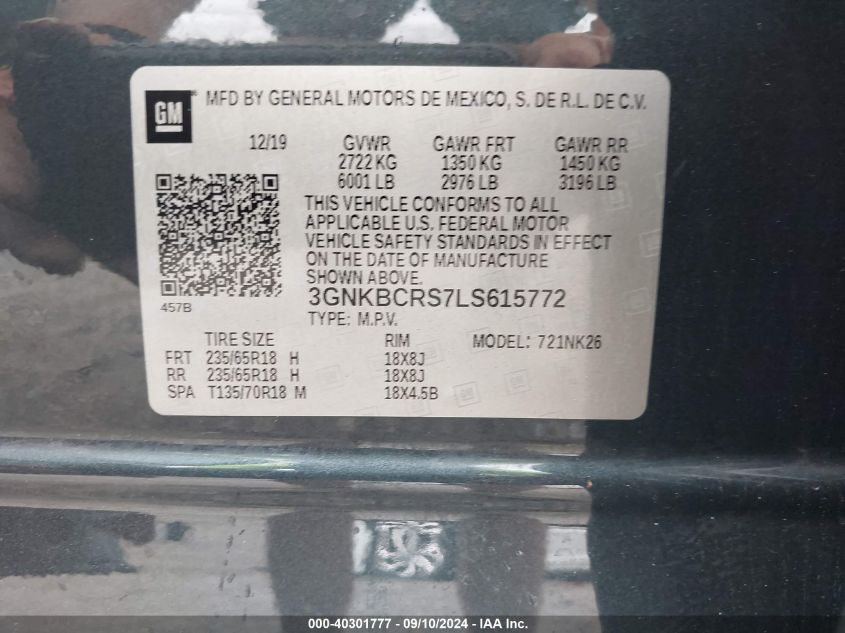 GM® MFD BY GENERAL MOTORS DE MEXICO, S. DE R.L. DE C.V.
12/19 GVWR GAWR FRT GAWR RR
2722 KG 1350 KG 1450 KG
6001 LB 2976 LB 3196 LB
THIS VEHICLE CONFORMS TO ALL
APPLICABLE U.S. FEDERAL MOTOR
VEHICLE SAFETY STANDARDS IN EFFECT
ON THE DATE OF MANUFACTURE
SHOWN ABOVE.
3GNKBCRS7LS615772
457B
TYPE: M.P.V.
TIRE SIZE RIM MODEL: 721NK26
FRT 235/65R18 H 18X8J
RR 235/65R18 H 18X8J
SPA T135/70R18 M 18X4.5B
000-40301777 - 09/10/2024 - IAA Inc.